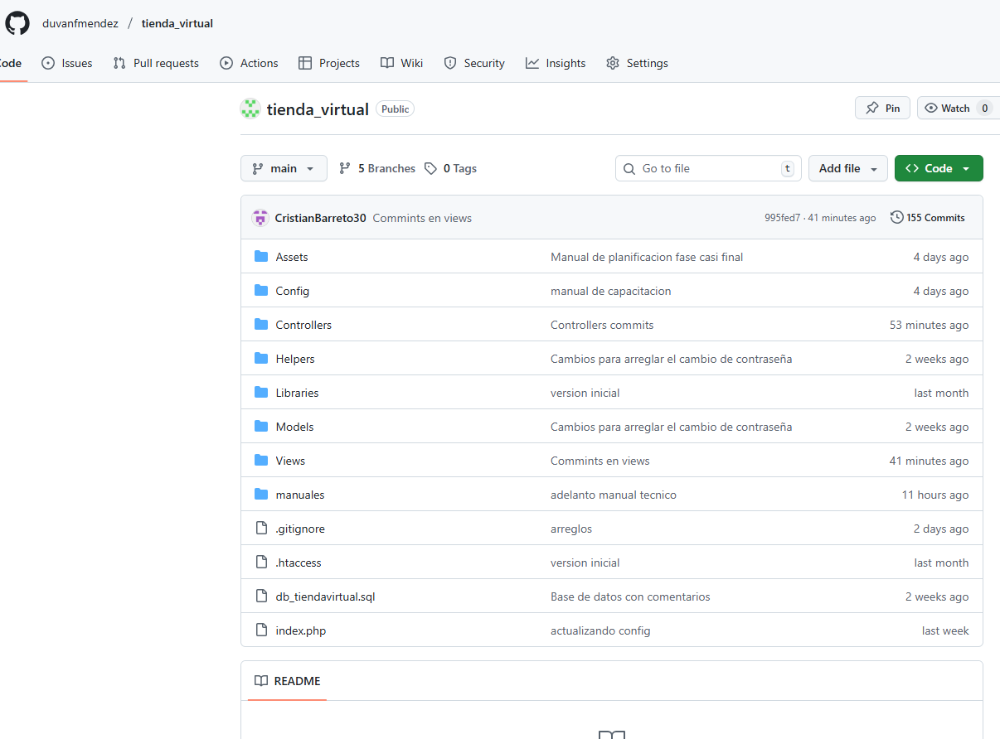 duvanfmendez / tienda_virtual
ode Issues Pull requests Actions Projects Wiki Security Insights Settings
tienda_virtual Public Pin Watch 0
main 5 Branches 0 Tags Go to file t Add file Code
CristianBarreto30 Commints en views 995fed7 · 41 minutes ago 155 Commits
Assets Manual de planificacion fase casi final 4 days ago
Config manual de capacitacion 4 days ago
Controllers Controllers commits 53 minutes ago
Helpers Cambios para arreglar el cambio de contraseña 2 weeks ago
Libraries version inicial last month
Models Cambios para arreglar el cambio de contraseña 2 weeks ago
Views Commints en views 41 minutes ago
manuales adelanto manual tecnico 11 hours ago
.gitignore arreglos 2 days ago
.htaccess version inicial last month
db_tiendavirtual.sql Base de datos con comentarios 2 weeks ago
index.php actualizando config last week
README